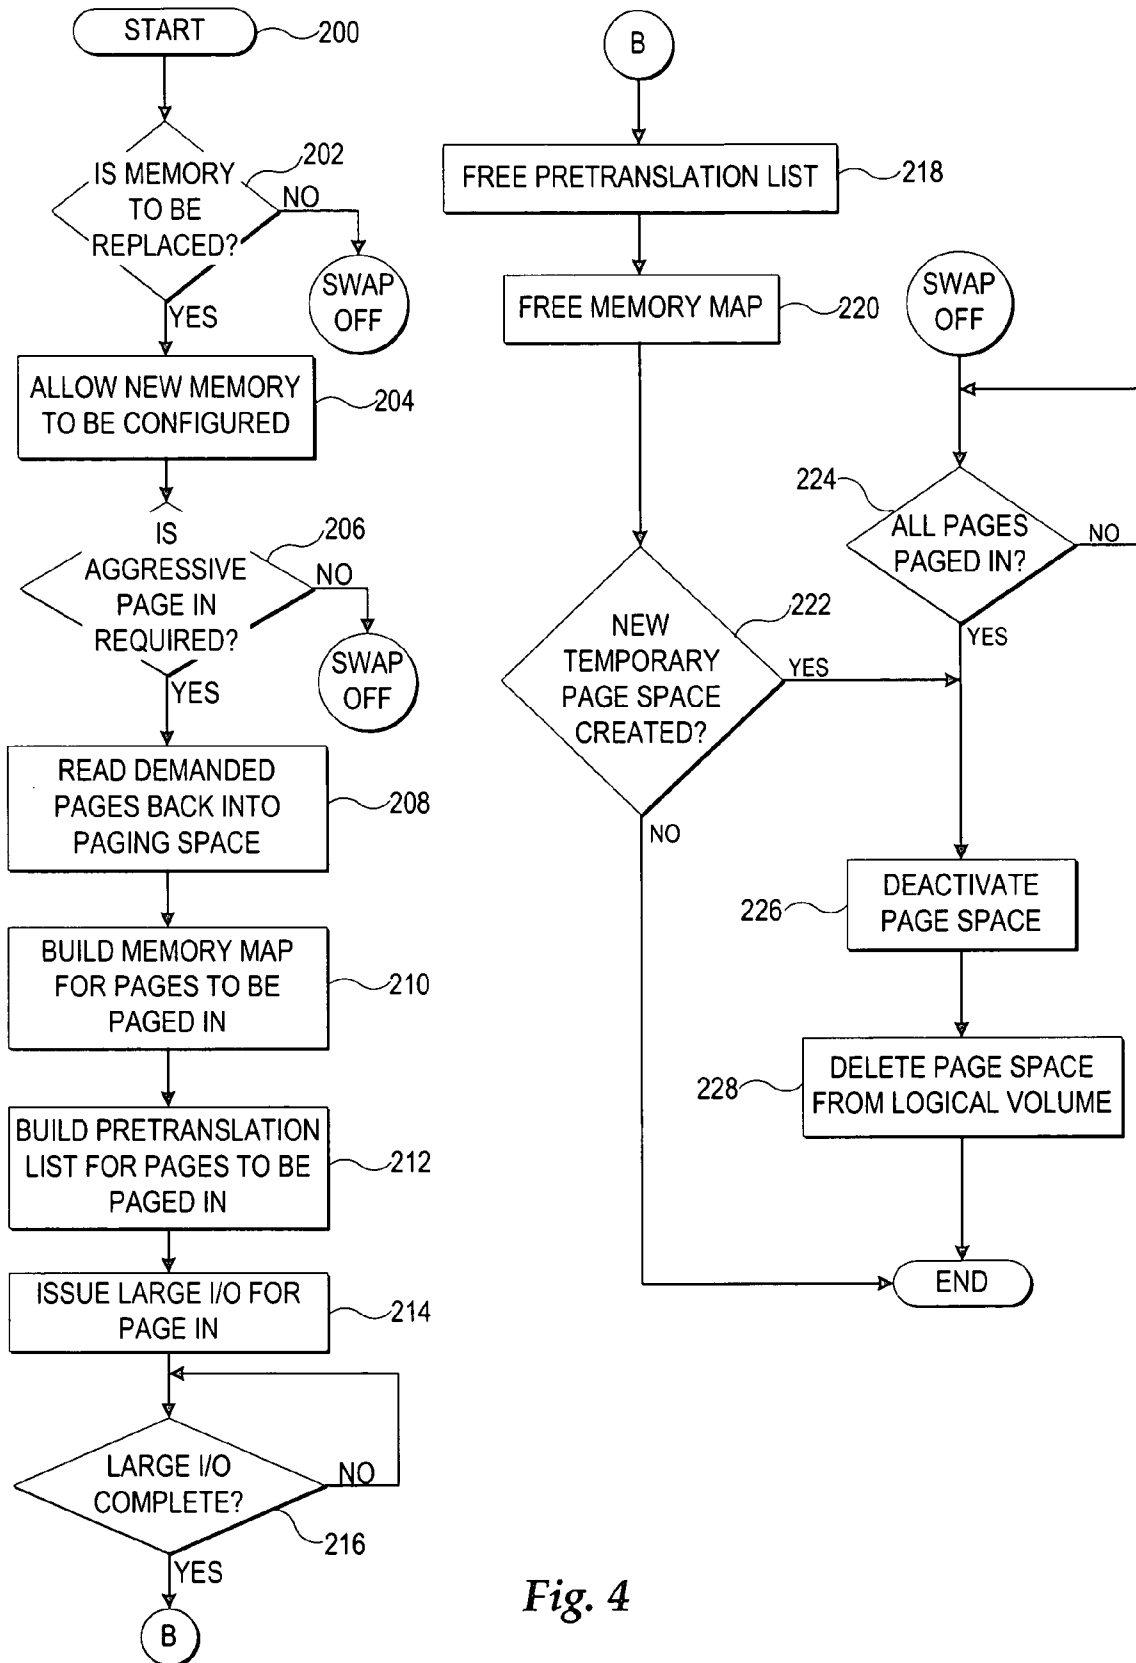 START
200
IS MEMORY
TO BE
REPLACED?
202
NO
SWAP
OFF
YES
ALLOW NEW MEMORY
TO BE CONFIGURED
204
IS
AGGRESSIVE
PAGE IN
REQUIRED?
206
NO
SWAP
OFF
YES
READ DEMANDED
PAGES BACK INTO
PAGING SPACE
208
BUILD MEMORY MAP
FOR PAGES TO BE
PAGED IN
210
BUILD PRETRANSLATION
LIST FOR PAGES TO BE
PAGED IN
212
ISSUE LARGE I/O FOR
PAGE IN
214
LARGE I/O
COMPLETE?
NO
216
YES
B
B
FREE PRETRANSLATION LIST
218
FREE MEMORY MAP
220
NEW
TEMPORARY
PAGE SPACE
CREATED?
222
YES
NO
SWAP
OFF
224
ALL PAGES
PAGED IN?
NO
YES
226
DEACTIVATE
PAGE SPACE
228
DELETE PAGE SPACE
FROM LOGICAL VOLUME
END
Fig. 4